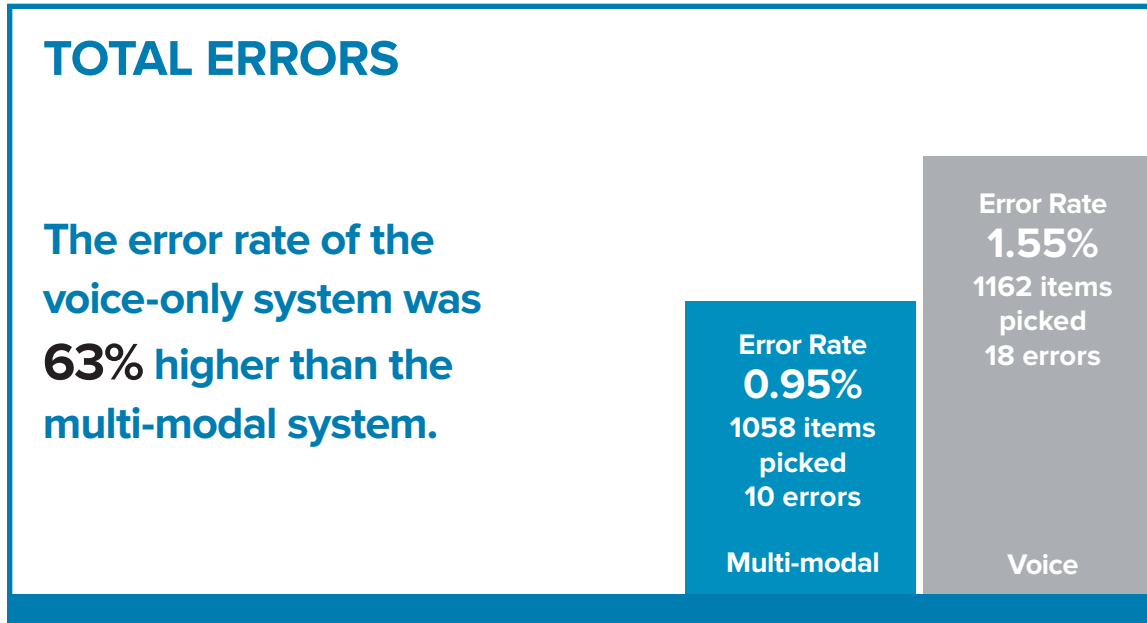 TOTAL ERRORS
The error rate of the
voice-only system was
63% higher than the
multi-modal system.
Error Rate
0.95%
1058 items
picked
10 errors
Multi-modal
Error Rate
1.55%
1162 items
picked
18 errors
Voice